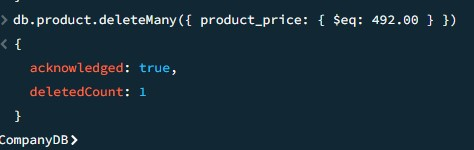 > db.product.deleteMany({ product_price: { $eq: 492.00 } })
< {
acknowledged: true,
deletedCount: 1
}
CompanyDB>